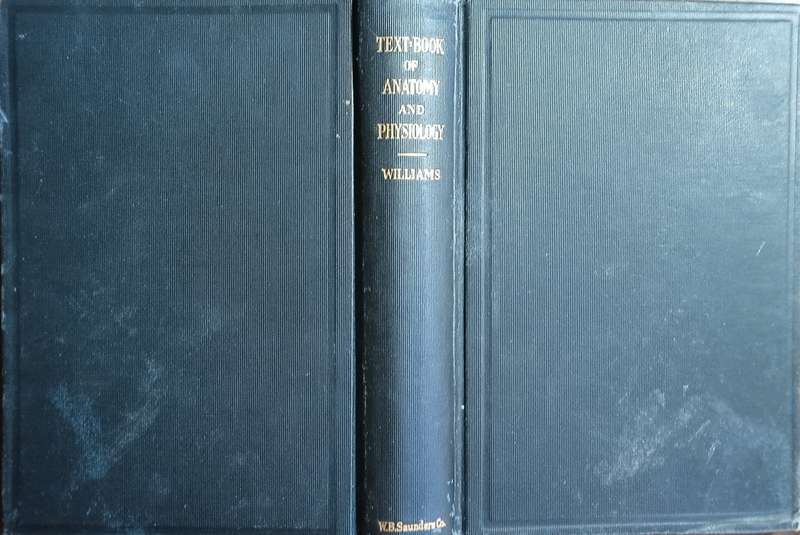 TEXT-BOOK
OF
ANATOMY
AND
PHYSIOLOGY
WILLIAMS
W.B.Saunders Co.